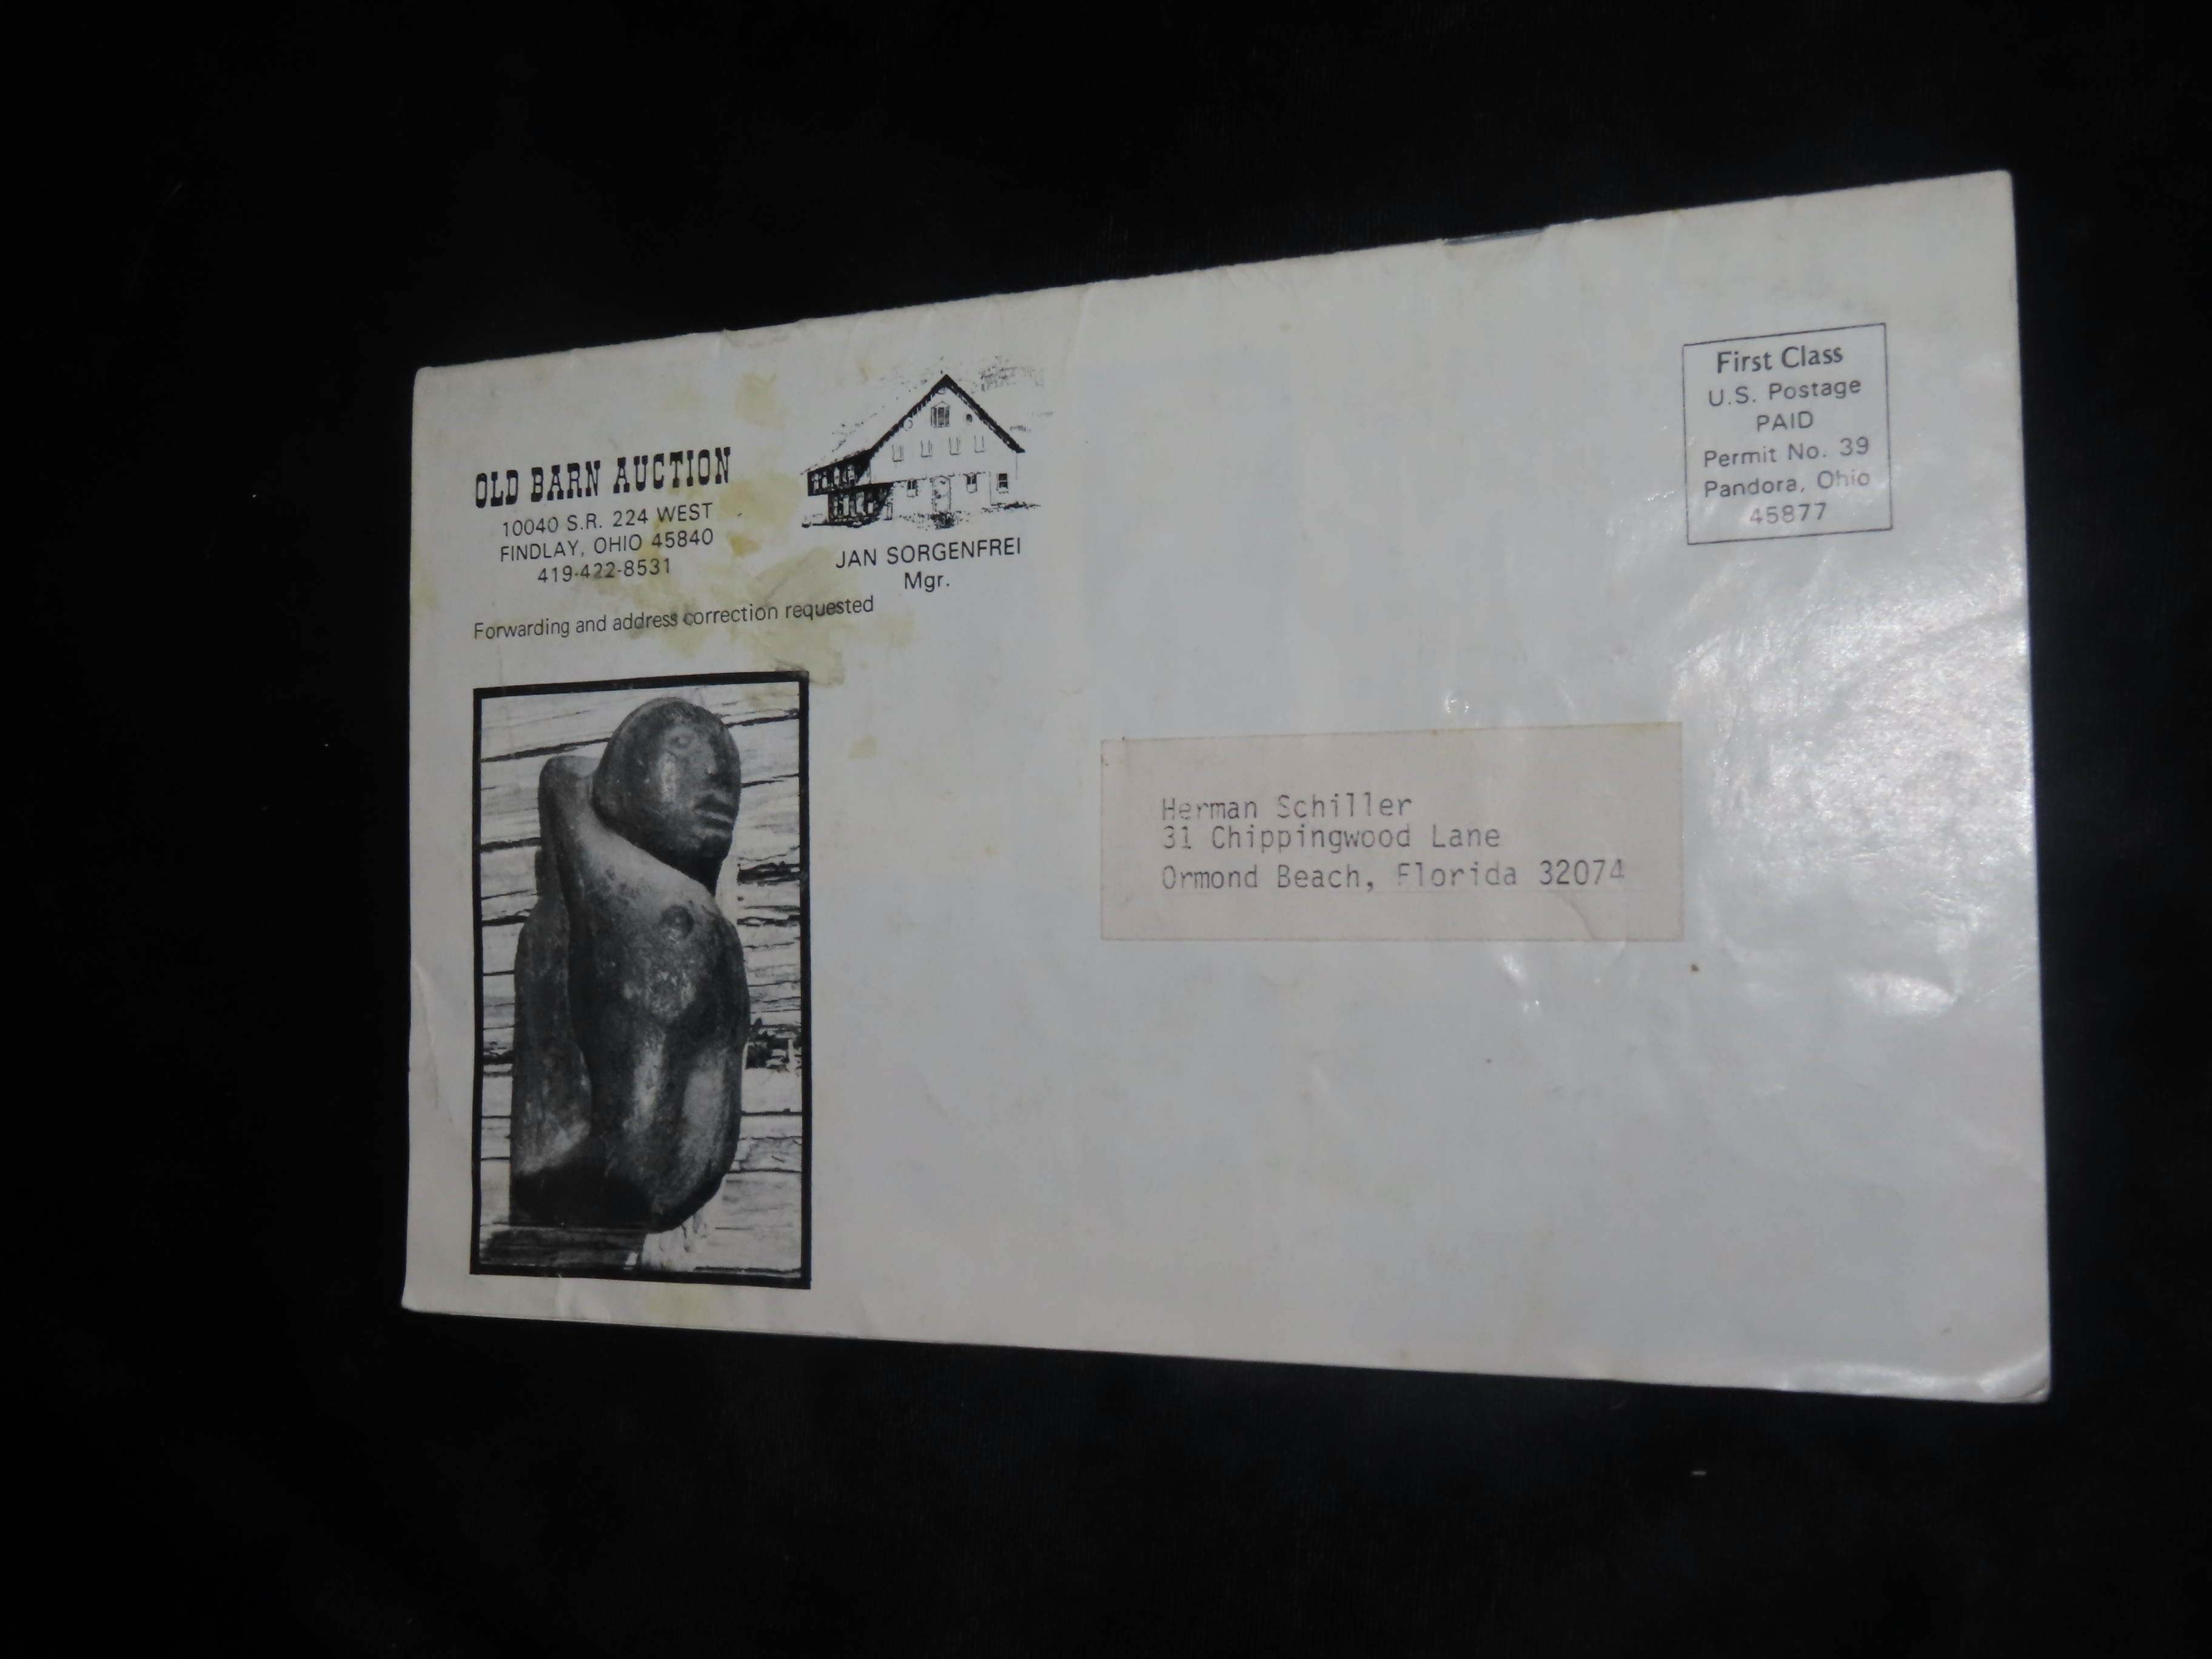 OLD BARN AUCTION
10040 S.R. 224 WEST
FINDLAY, OHIO 45840
419-422-8531
JAN SORGENFREI
Mgr.
Forwarding and address correction requested
First Class
U.S. Postage
PAID
Permit No. 39
Pandora, Ohio
45877
Herman Schiller
31 Chippingwood Lane
Ormond Beach, Florida 32074